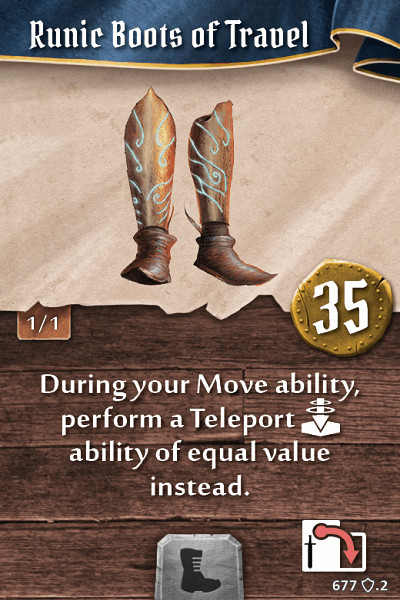 Runic Boots of Travel
1/1
35
During your Move ability,
perform a Teleport
ability of equal value
instead.
677 .2